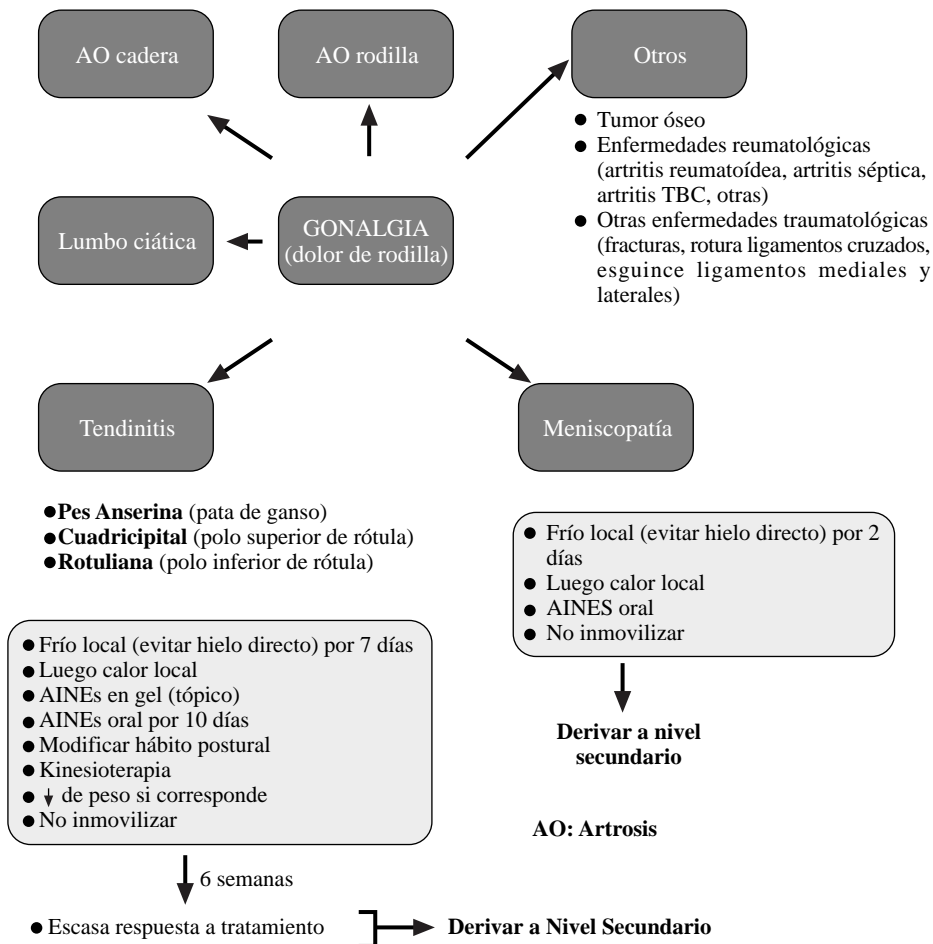 AO cadera
AO rodilla
Otros
● Tumor óseo
● Enfermedades reumatológicas
(artritis reumatoídea, artritis séptica,
artritis TBC, otras)
● Otras enfermedades traumatológicas
(fracturas, rotura ligamentos cruzados,
esguince ligamentos mediales y
laterales)
Lumbo ciática
GONALGIA
(dolor de rodilla)
Tendinitis
Meniscopatía
● Pes Anserina (pata de ganso)
● Cuadricipital (polo superior de rótula)
● Rotuliana (polo inferior de rótula)
● Frío local (evitar hielo directo) por 7 días
● Luego calor local
● AINEs en gel (tópico)
● AINEs oral por 10 días
● Modificar hábito postural
● Kinesioterapia
● ↓ de peso si corresponde
● No inmovilizar
6 semanas
● Escasa respuesta a tratamiento
Derivar a Nivel Secundario
● Frío local (evitar hielo directo) por 2
días
● Luego calor local
● AINES oral
● No inmovilizar
Derivar a nivel
secundario
AO: Artrosis